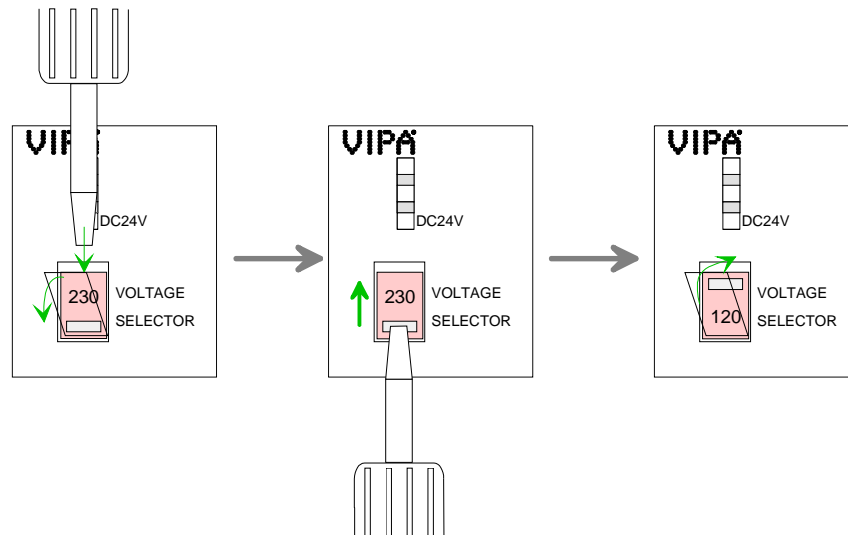 VIPA
DC24V
230
VOLTAGE
SELECTOR
VIPA
DC24V
230
VOLTAGE
SELECTOR
VIPA
DC24V
120
VOLTAGE
SELECTOR